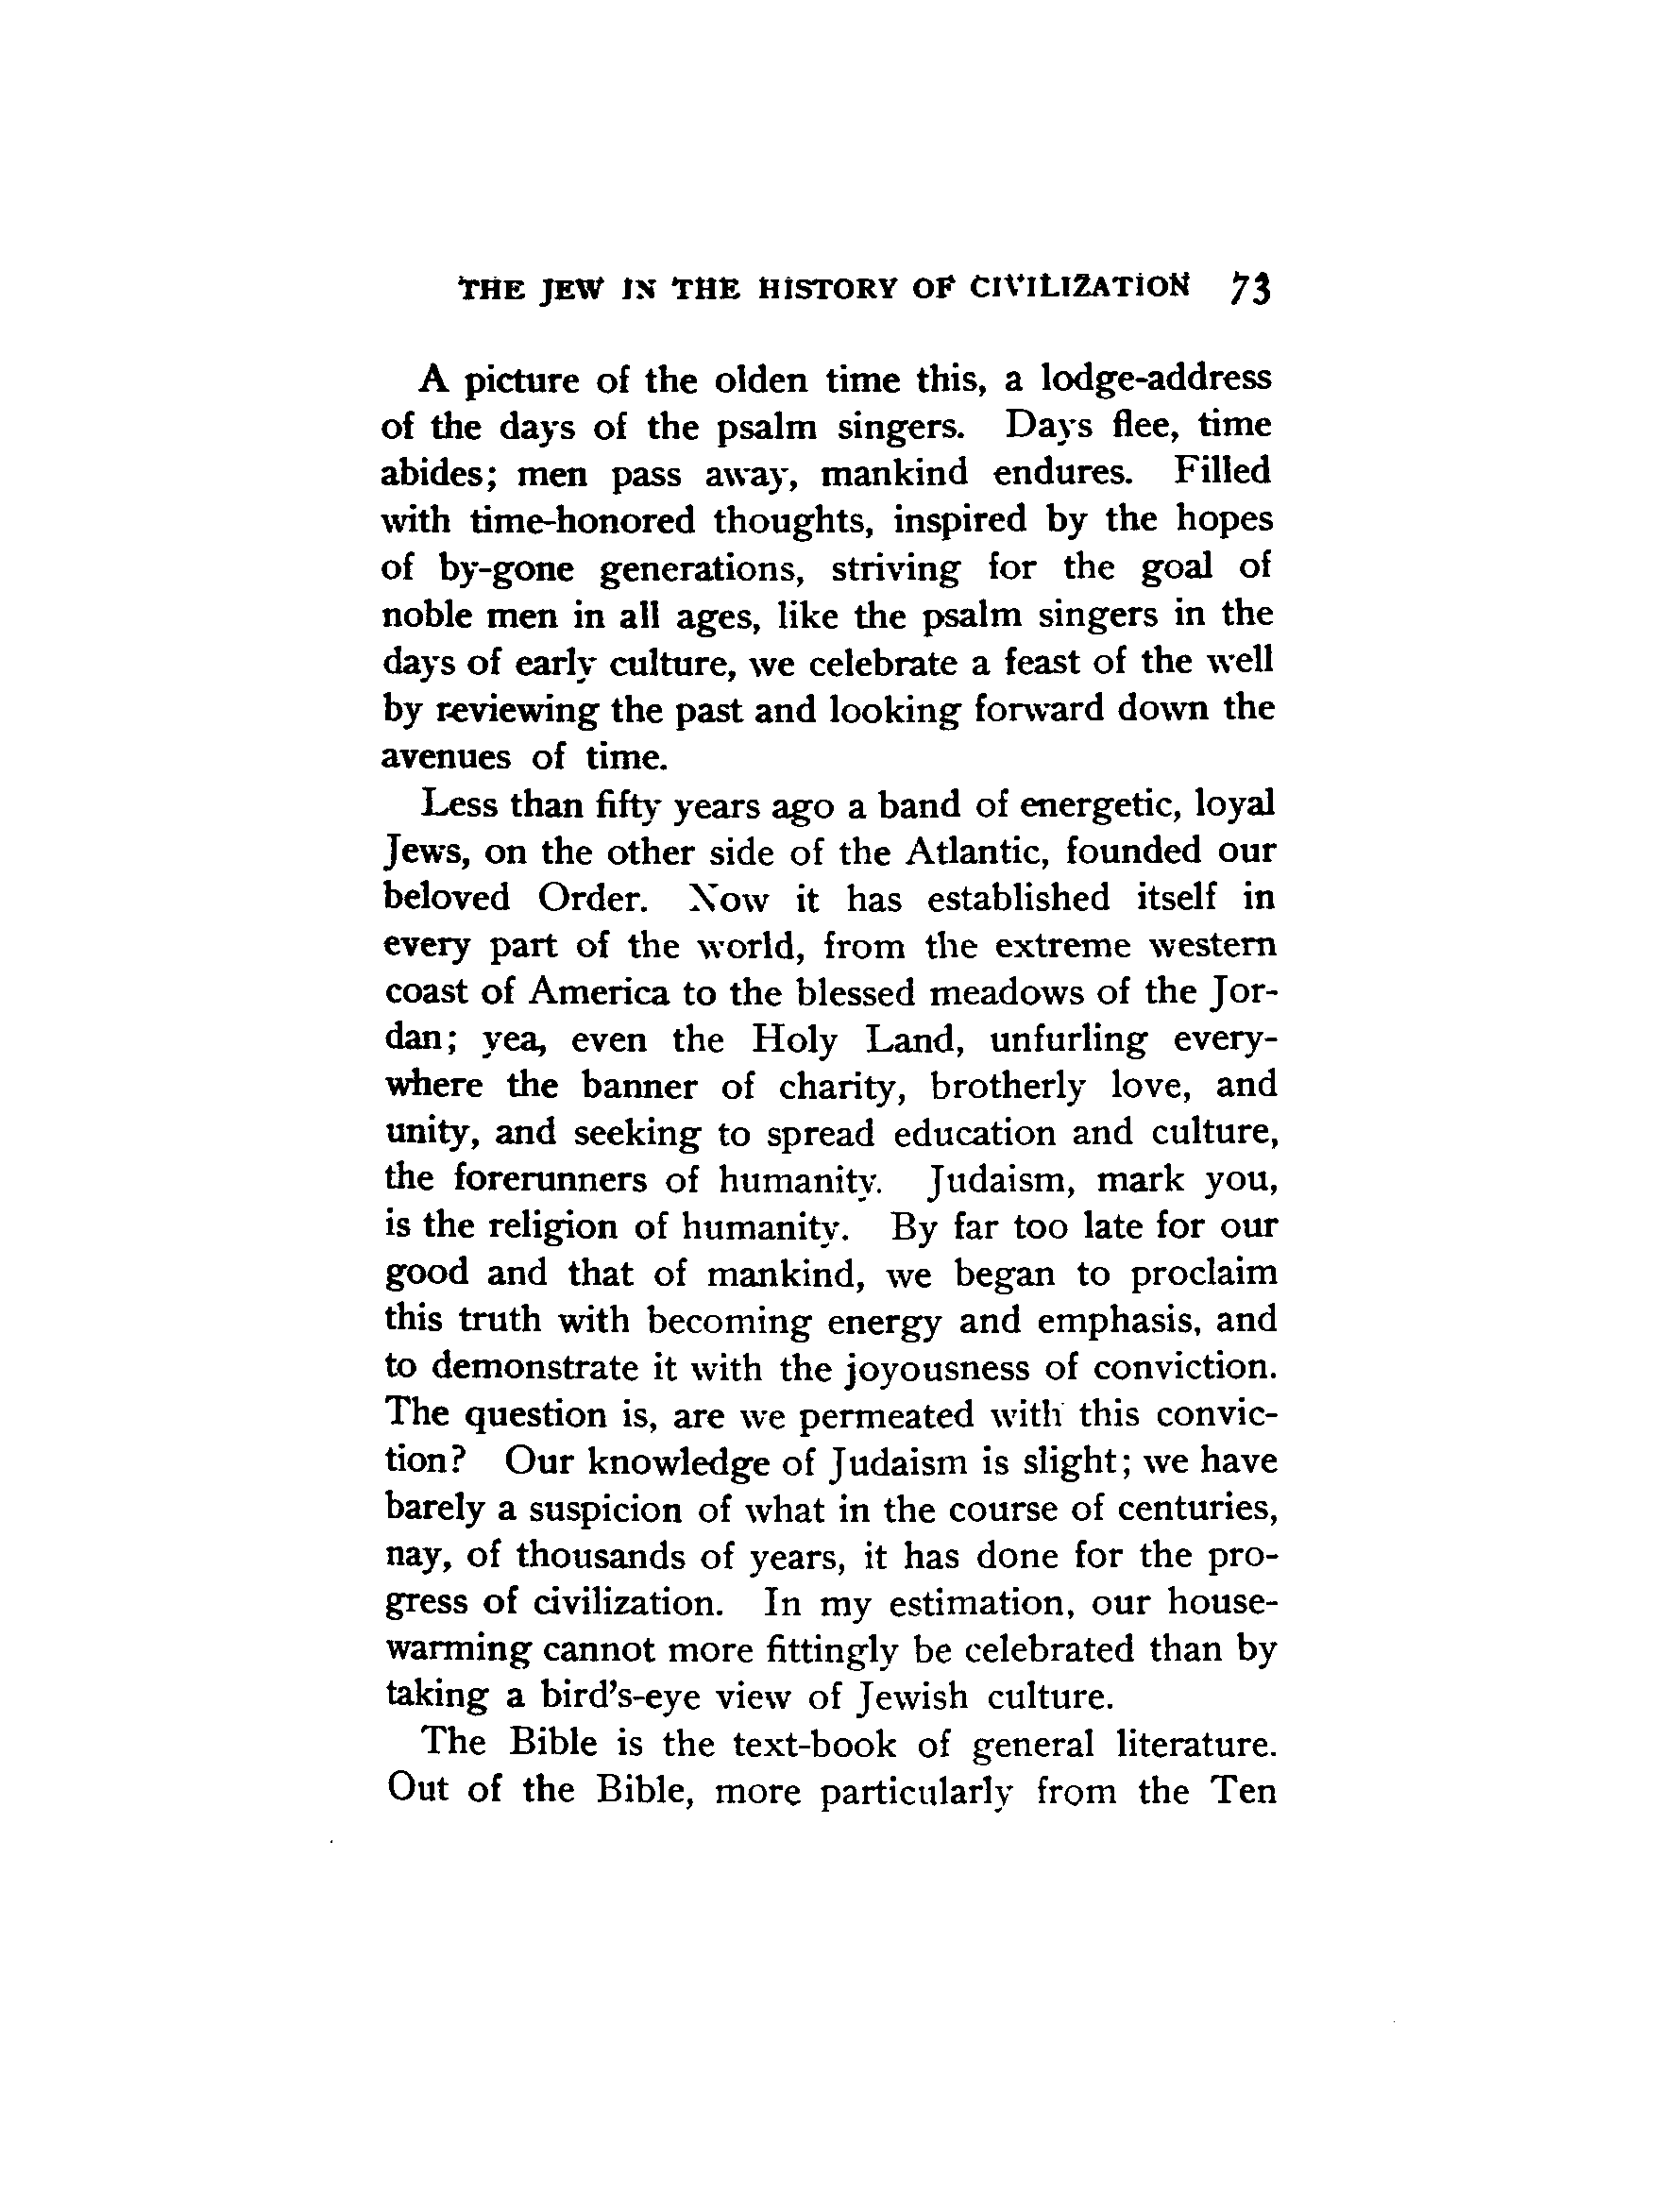 THE JEW IN THE HISTORY OF CIVILIZATION 73
A picture of the olden time this, a lodge-address
of the days of the psalm singers. Days flee, time
abides; men pass away, mankind endures. Filled
with time-honored thoughts, inspired by the hopes
of by-gone generations, striving for the goal of
noble men in all ages, like the psalm singers in the
days of early culture, we celebrate a feast of the well
by reviewing the past and looking forward down the
avenues of time.
Less than fifty years ago a band of energetic, loyal
Jews, on the other side of the Atlantic, founded our
beloved Order. Now it has established itself in
every part of the world, from the extreme western
coast of America to the blessed meadows of the Jor-
dan; yea, even the Holy Land, unfurling every-
where the banner of charity, brotherly love, and
unity, and seeking to spread education and culture,
the forerunners of humanity. Judaism, mark you,
is the religion of humanity. By far too late for our
good and that of mankind, we began to proclaim
this truth with becoming energy and emphasis, and
to demonstrate it with the joyousness of conviction.
The question is, are we permeated with this convic-
tion? Our knowledge of Judaism is slight; we have
barely a suspicion of what in the course of centuries,
nay, of thousands of years, it has done for the pro-
gress of civilization. In my estimation, our house-
warming cannot more fittingly be celebrated than by
taking a bird's-eye view of Jewish culture.
The Bible is the text-book of general literature.
Out of the Bible, more particularly from the Ten